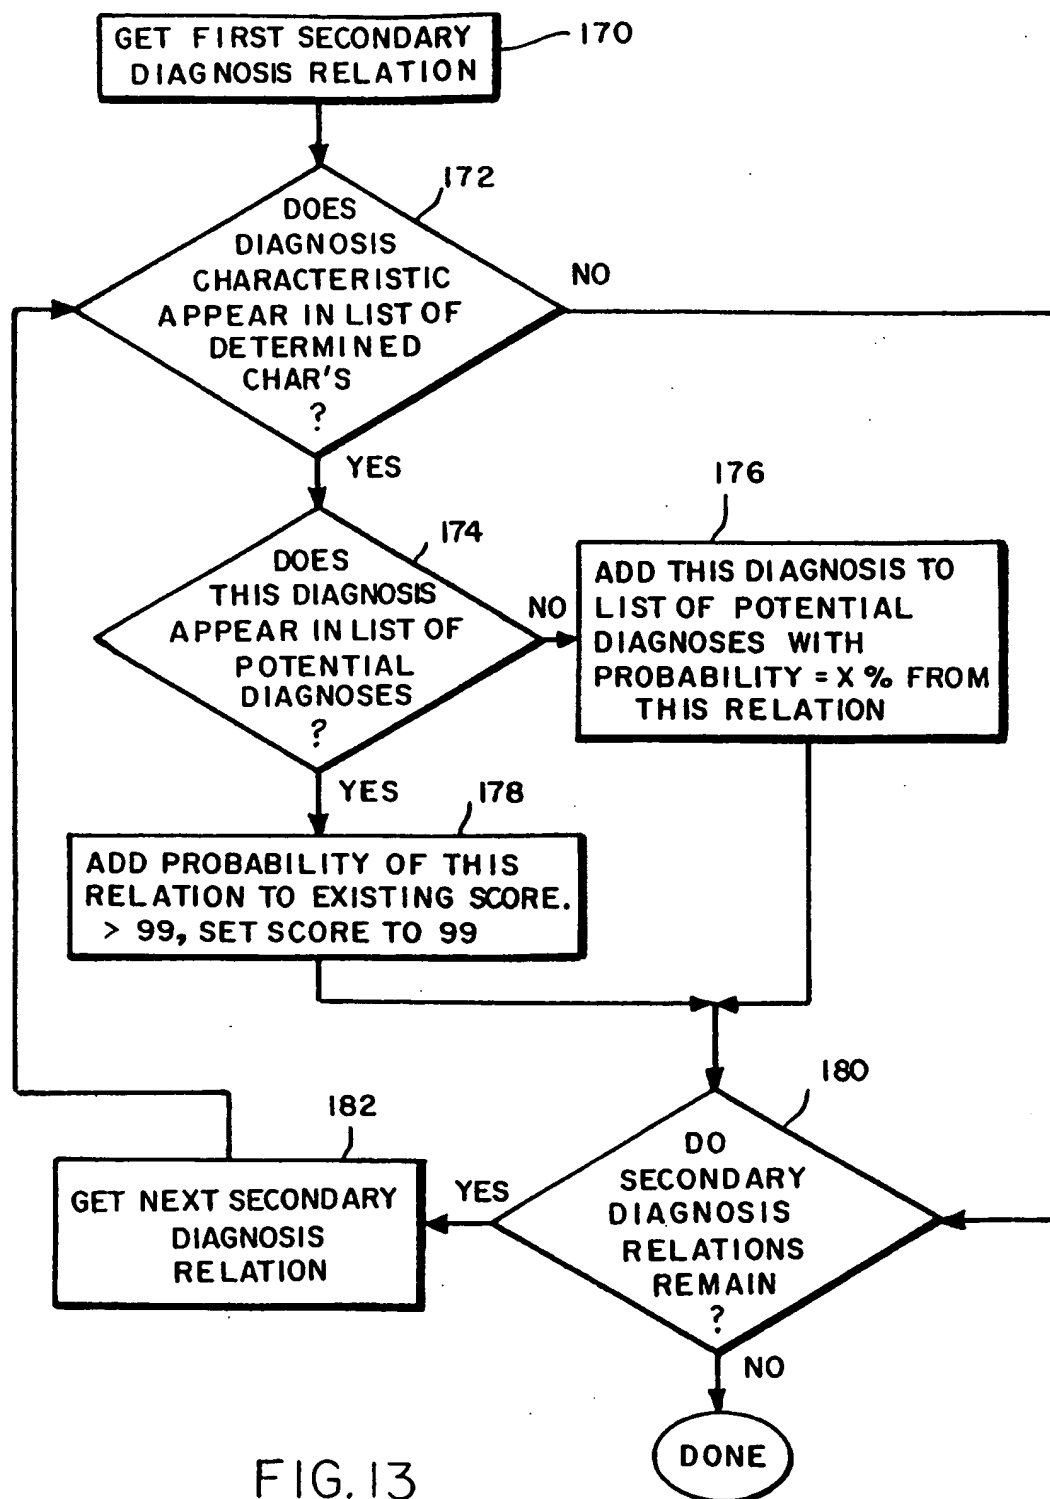 GET FIRST SECONDARY
DIAGNOSIS RELATION
170
172
DOES
DIAGNOSIS
CHARACTERISTIC
APPEAR IN LIST OF
DETERMINED
CHAR'S
?
NO
YES
174
DOES
THIS DIAGNOSIS
APPEAR IN LIST OF
POTENTIAL
DIAGNOSES
?
NO
YES
176
ADD THIS DIAGNOSIS TO
LIST OF POTENTIAL
DIAGNOSES WITH
PROBABILITY = X % FROM
THIS RELATION
178
ADD PROBABILITY OF THIS
RELATION TO EXISTING SCORE.
> 99, SET SCORE TO 99
180
DO
SECONDARY
DIAGNOSIS
RELATIONS
REMAIN
?
YES
NO
182
GET NEXT SECONDARY
DIAGNOSIS
RELATION
DONE
FIG. 13